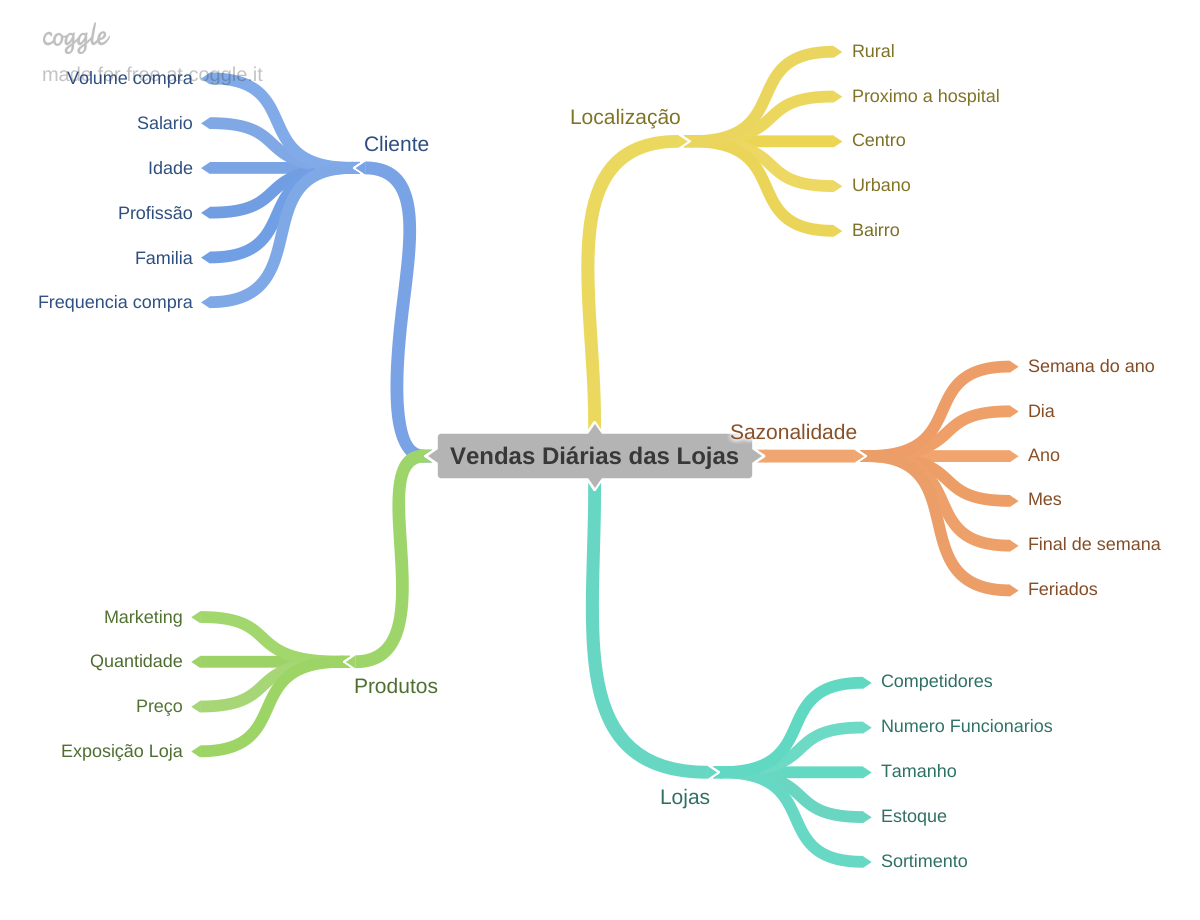 coggle
made for free at coggle.it
Cliente
Volume compra
Salario
Idade
Profissão
Familia
Frequencia compra
Localização
Rural
Proximo a hospital
Centro
Urbano
Bairro
Vendas Diárias das Lojas
Sazonalidade
Semana do ano
Dia
Ano
Mes
Final de semana
Feriados
Produtos
Marketing
Quantidade
Preço
Exposição Loja
Lojas
Competidores
Numero Funcionarios
Tamanho
Estoque
Sortimento